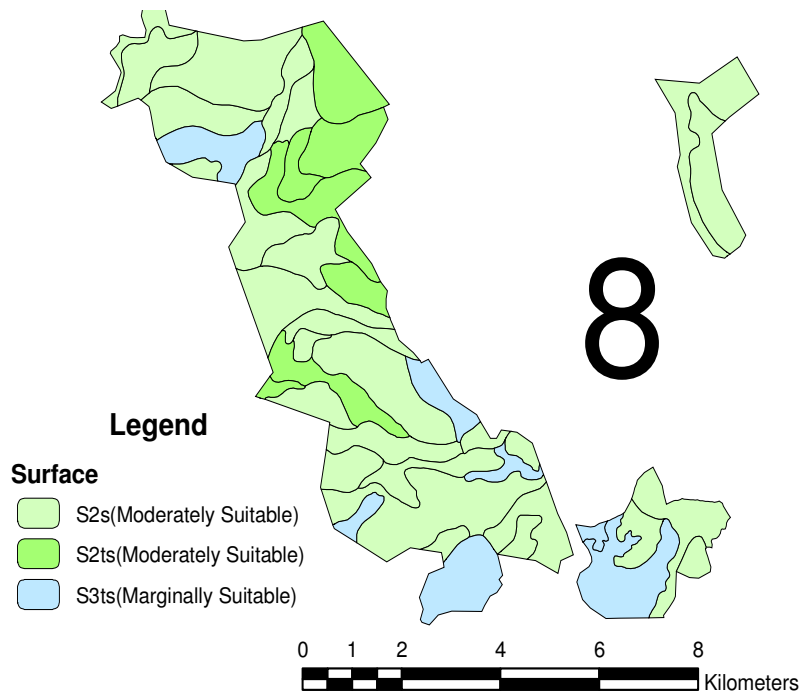 8
Legend
Surface
S2s(Moderately Suitable)
S2ts(Moderately Suitable)
S3ts(Marginally Suitable)
0 1 2 4 6 8
Kilometers